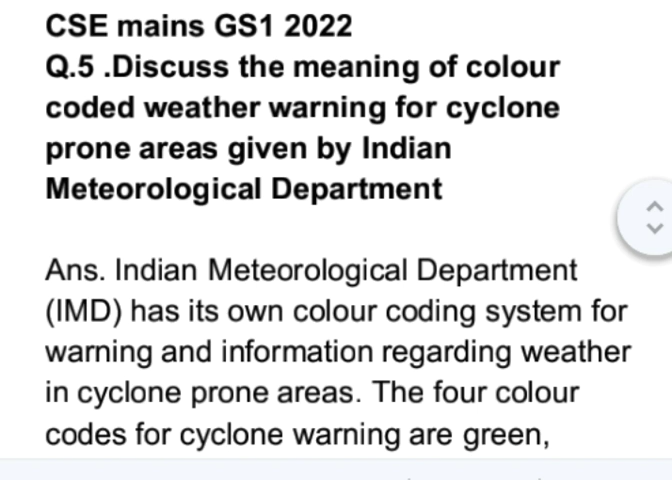 CSE mains GS1 2022
Q.5 .Discuss the meaning of colour
coded weather warning for cyclone
prone areas given by Indian
Meteorological Department
Ans. Indian Meteorological Department
(IMD) has its own colour coding system for
warning and information regarding weather
in cyclone prone areas. The four colour
codes for cyclone warning are green,